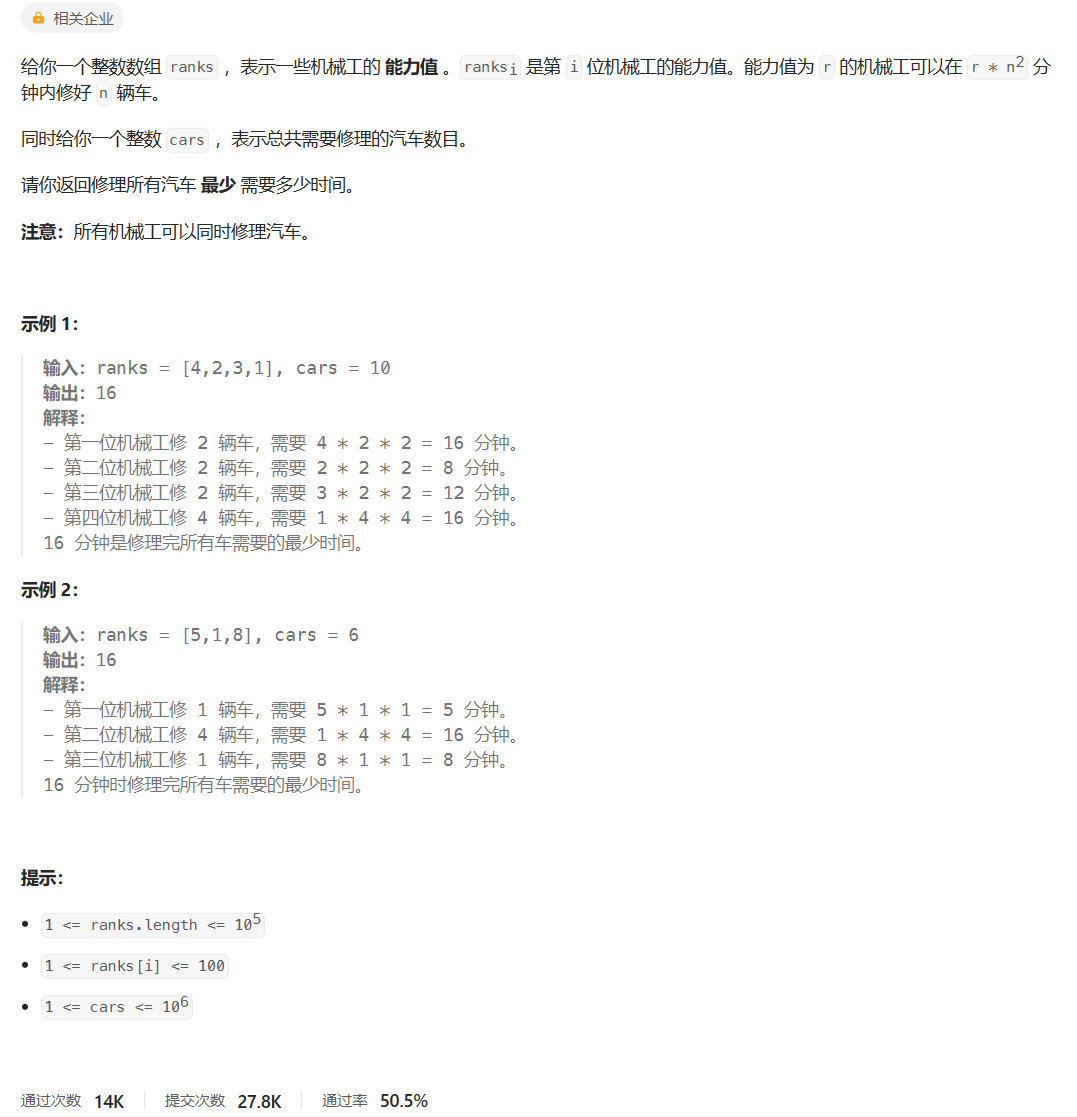 相关企业
给你一个整数数组 ranks ，表示一些机械工的 能力值 。ranksi 是第 i 位机械工的能力值。能力值为 r 的机械工可以在 r * n2 分
钟内修好 n 辆车。
同时给你一个整数 cars ，表示总共需要修理的汽车数目。
请你返回修理所有汽车 最少 需要多少时间。
注意：所有机械工可以同时修理汽车。
示例 1：
输入：ranks = [4,2,3,1], cars = 10
输出：16
解释：
- 第一位机械工修 2 辆车，需要 4 * 2 * 2 = 16 分钟。
- 第二位机械工修 2 辆车，需要 2 * 2 * 2 = 8 分钟。
- 第三位机械工修 2 辆车，需要 3 * 2 * 2 = 12 分钟。
- 第四位机械工修 4 辆车，需要 1 * 4 * 4 = 16 分钟。
16 分钟是修理完所有车需要的最少时间。
示例 2：
输入：ranks = [5,1,8], cars = 6
输出：16
解释：
- 第一位机械工修 1 辆车，需要 5 * 1 * 1 = 5 分钟。
- 第二位机械工修 4 辆车，需要 1 * 4 * 4 = 16 分钟。
- 第三位机械工修 1 辆车，需要 8 * 1 * 1 = 8 分钟。
16 分钟时修理完所有车需要的最少时间。
提示：
1 <= ranks.length <= 105
1 <= ranks[i] <= 100
1 <= cars <= 106
通过次数 14K 提交次数 27.8K 通过率 50.5%